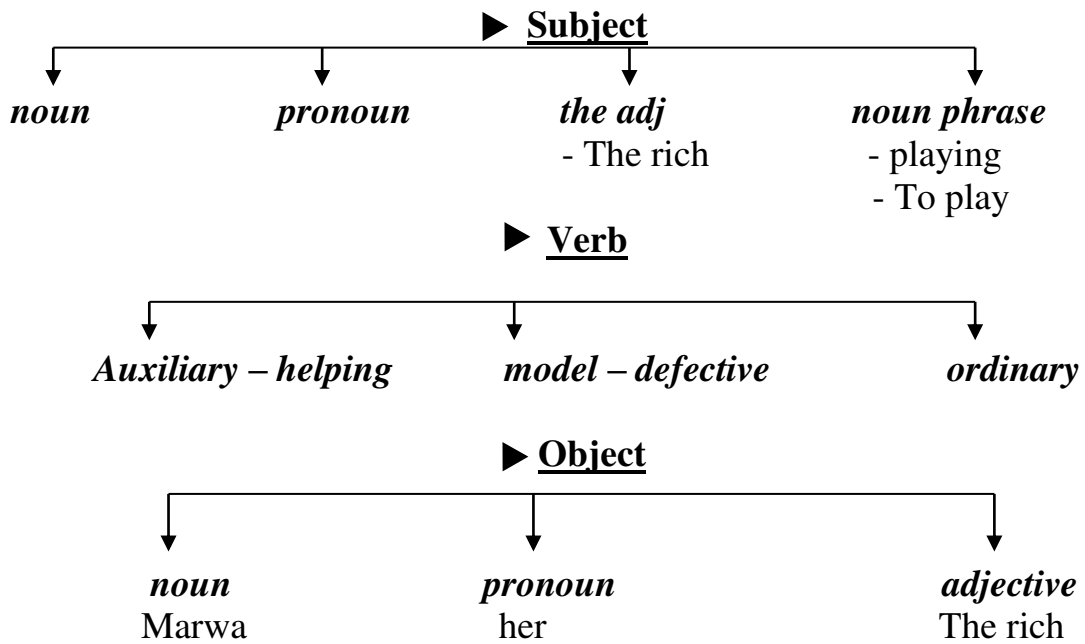 ► Subject
noun pronoun the adj noun phrase
- The rich - playing
- To play
► Verb
Auxiliary – helping model – defective ordinary
► Object
noun pronoun adjective
Marwa her The rich